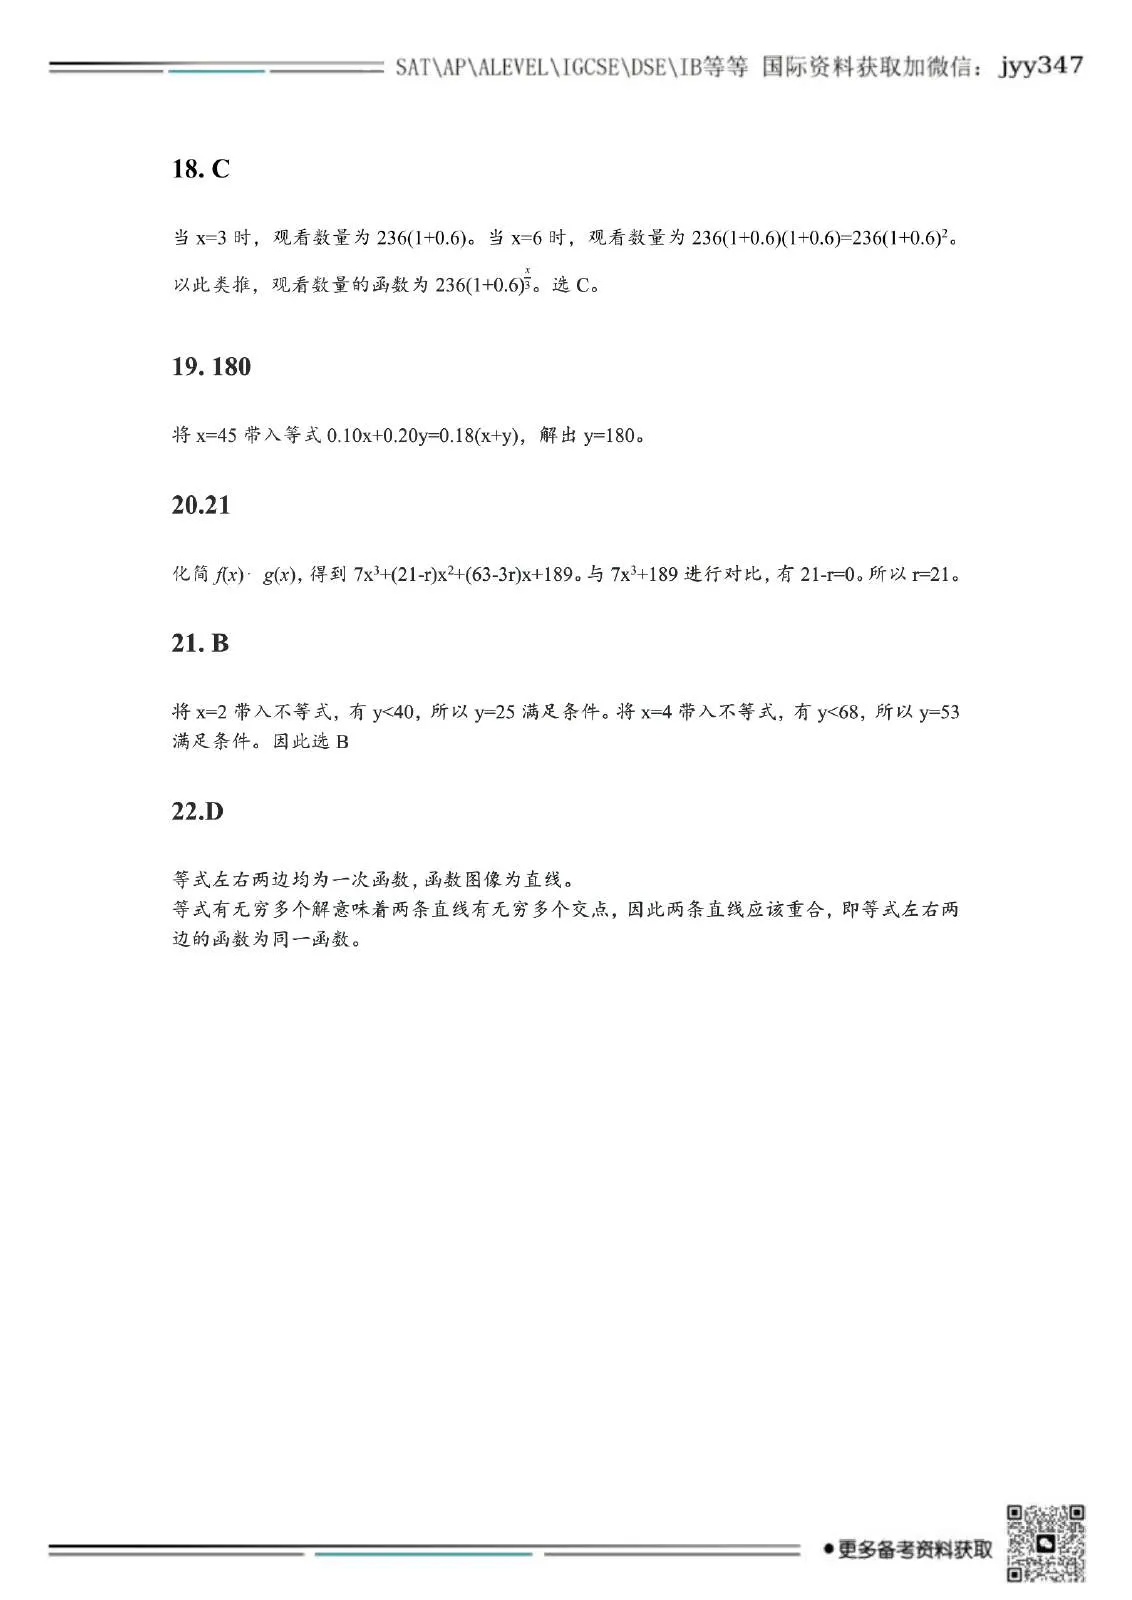 SAT\AP\ALEVEL\IGCSE\DSE\IB等等 国际资料获取加微信：jyy347
18. C
当 x=3 时，观看数量为 236(1+0.6)。当 x=6 时，观看数量为 236(1+0.6)(1+0.6)=236(1+0.6)²。
以此类推，观看数量的函数为 236(1+0.6)^(x/3)。选 C。
19. 180
将 x=45 带入等式 0.10x+0.20y=0.18(x+y)，解出 y=180。
20.21
化简 f(x)· g(x)，得到 7x³+(21-r)x²+(63-3r)x+189。与 7x³+189 进行对比，有 21-r=0。所以 r=21。
21. B
将 x=2 带入不等式，有 y<40，所以 y=25 满足条件。将 x=4 带入不等式，有 y<68，所以 y=53
满足条件。因此选 B
22.D
等式左右两边均为一次函数，函数图像为直线。
等式有无穷多个解意味着两条直线有无穷多个交点，因此两条直线应该重合，即等式左右两
边的函数为同一函数。
●更多备考资料获取